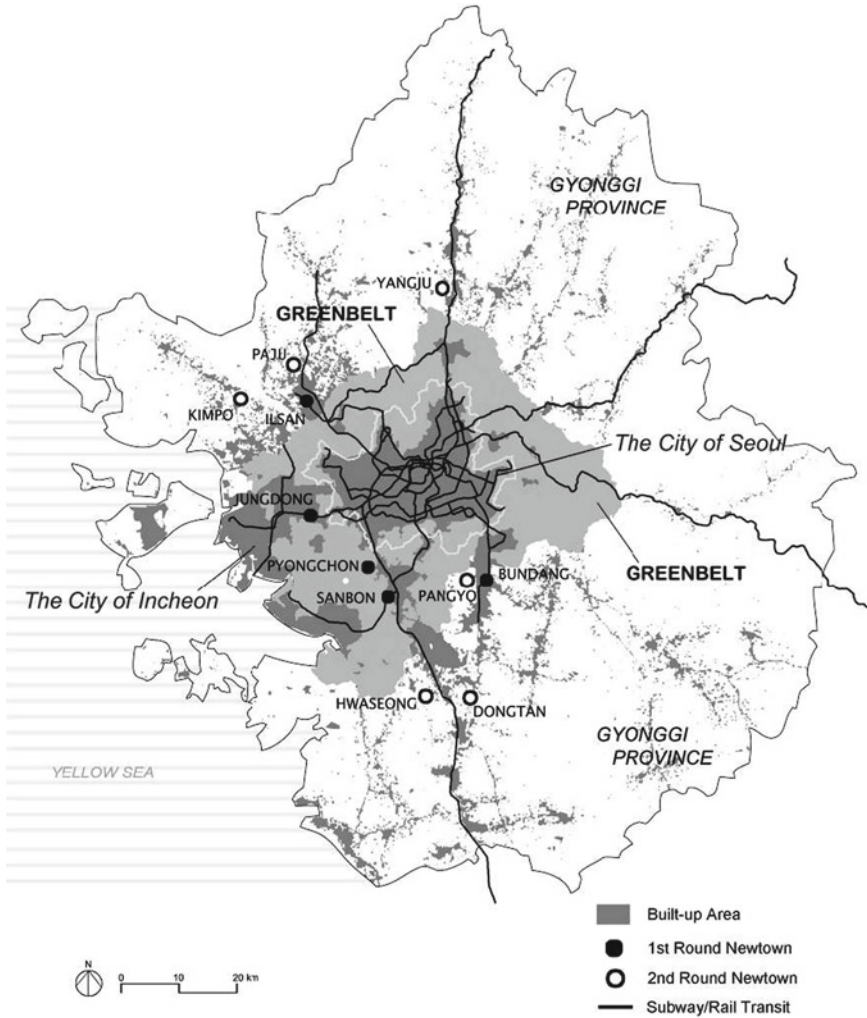 GYONGGI
PROVINCE
YANGJU
GREENBELT
PAJU
KIMPO
ILSAN
The City of Seoul
JUNGDONG
PYONGCHON
BUNDANG
GREENBELT
The City of Incheon
SANBON
PANGYO
HWASEONG
DONGTAN
GYONGGI
PROVINCE
YELLOW SEA
Built-up Area
1st Round Newtown
N
0 10 20 km
2nd Round Newtown
Subway/Rail Transit